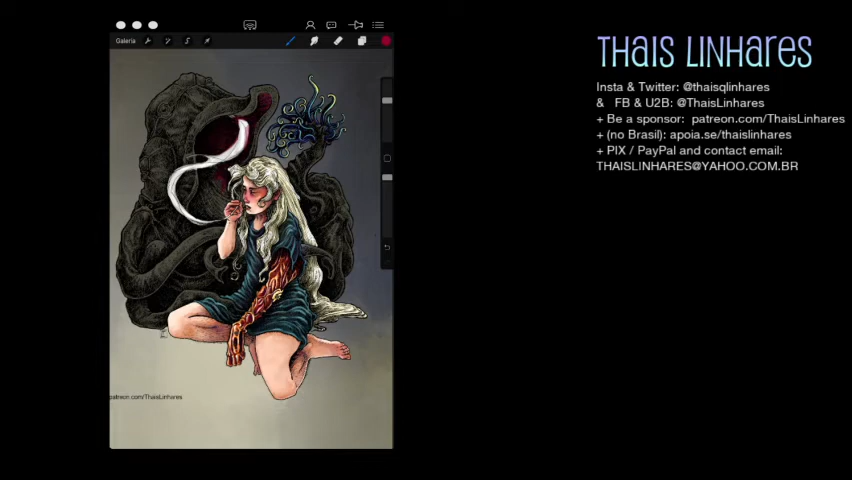 Galeria
THAIS LINHARES
Insta & Twitter: @thaisqlinhares
& FB & U2B: @ThaisLinhares
+ Be a sponsor: patreon.com/ThaisLinhares
+ (no Brasil): apoia.se/thaislinhares
+ PIX / PayPal and contact email:
THAISLINHARES@YAHOO.COM.BR
patreon.com/ThaisLinhares